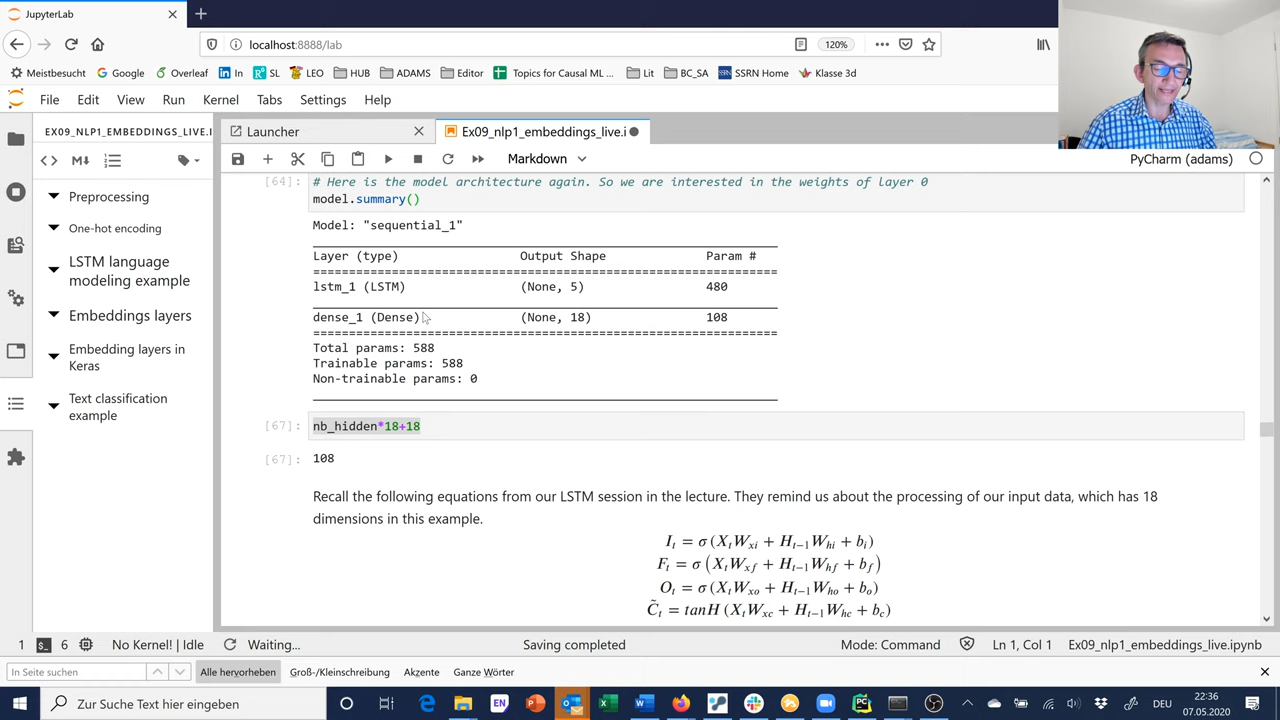 JupyterLab
localhost:8888/lab
120%
Meistbesucht
Google
Overleaf
In
SL
LEO
HUB
ADAMS
Editor
Topics for Causal ML ...
Lit
BC_SA
SSRN Home
Klasse 3d
File Edit View Run Kernel Tabs Settings Help
EX09_NLP1_EMBEDDINGS_LIVE.I
Launcher
Ex09_nlp1_embeddings_live.i
Markdown
PyCharm (adams)
Preprocessing
One-hot encoding
LSTM language
modeling example
Embeddings layers
Embedding layers in
Keras
Text classification
example
[64]: # Here is the model architecture again. So we are interested in the weights of layer 0
model.summary()
Model: "sequential_1"
Layer (type) Output Shape Param #
=================================================================
lstm_1 (LSTM) (None, 5) 480
dense_1 (Dense) (None, 18) 108
=================================================================
Total params: 588
Trainable params: 588
Non-trainable params: 0
[67]: nb_hidden*18+18
[67]: 108
Recall the following equations from our LSTM session in the lecture. They remind us about the processing of our input data, which has 18
dimensions in this example.
I_t = σ (X_t W_xi + H_t−1 W_hi + b_i)
F_t = σ (X_t W_xf + H_t−1 W_hf + b_f)
O_t = σ (X_t W_xo + H_t−1 W_ho + b_o)
C̃_t = tanH (X_t W_xc + H_t−1 W_hc + b_c)
1 6 No Kernel! | Idle Waiting... Saving completed Mode: Command Ln 1, Col 1 Ex09_nlp1_embeddings_live.ipynb
In Seite suchen Alle hervorheben Groß-/Kleinschreibung Akzente Ganze Wörter
Zur Suche Text hier eingeben
EN
DEU
22:36
07.05.2020